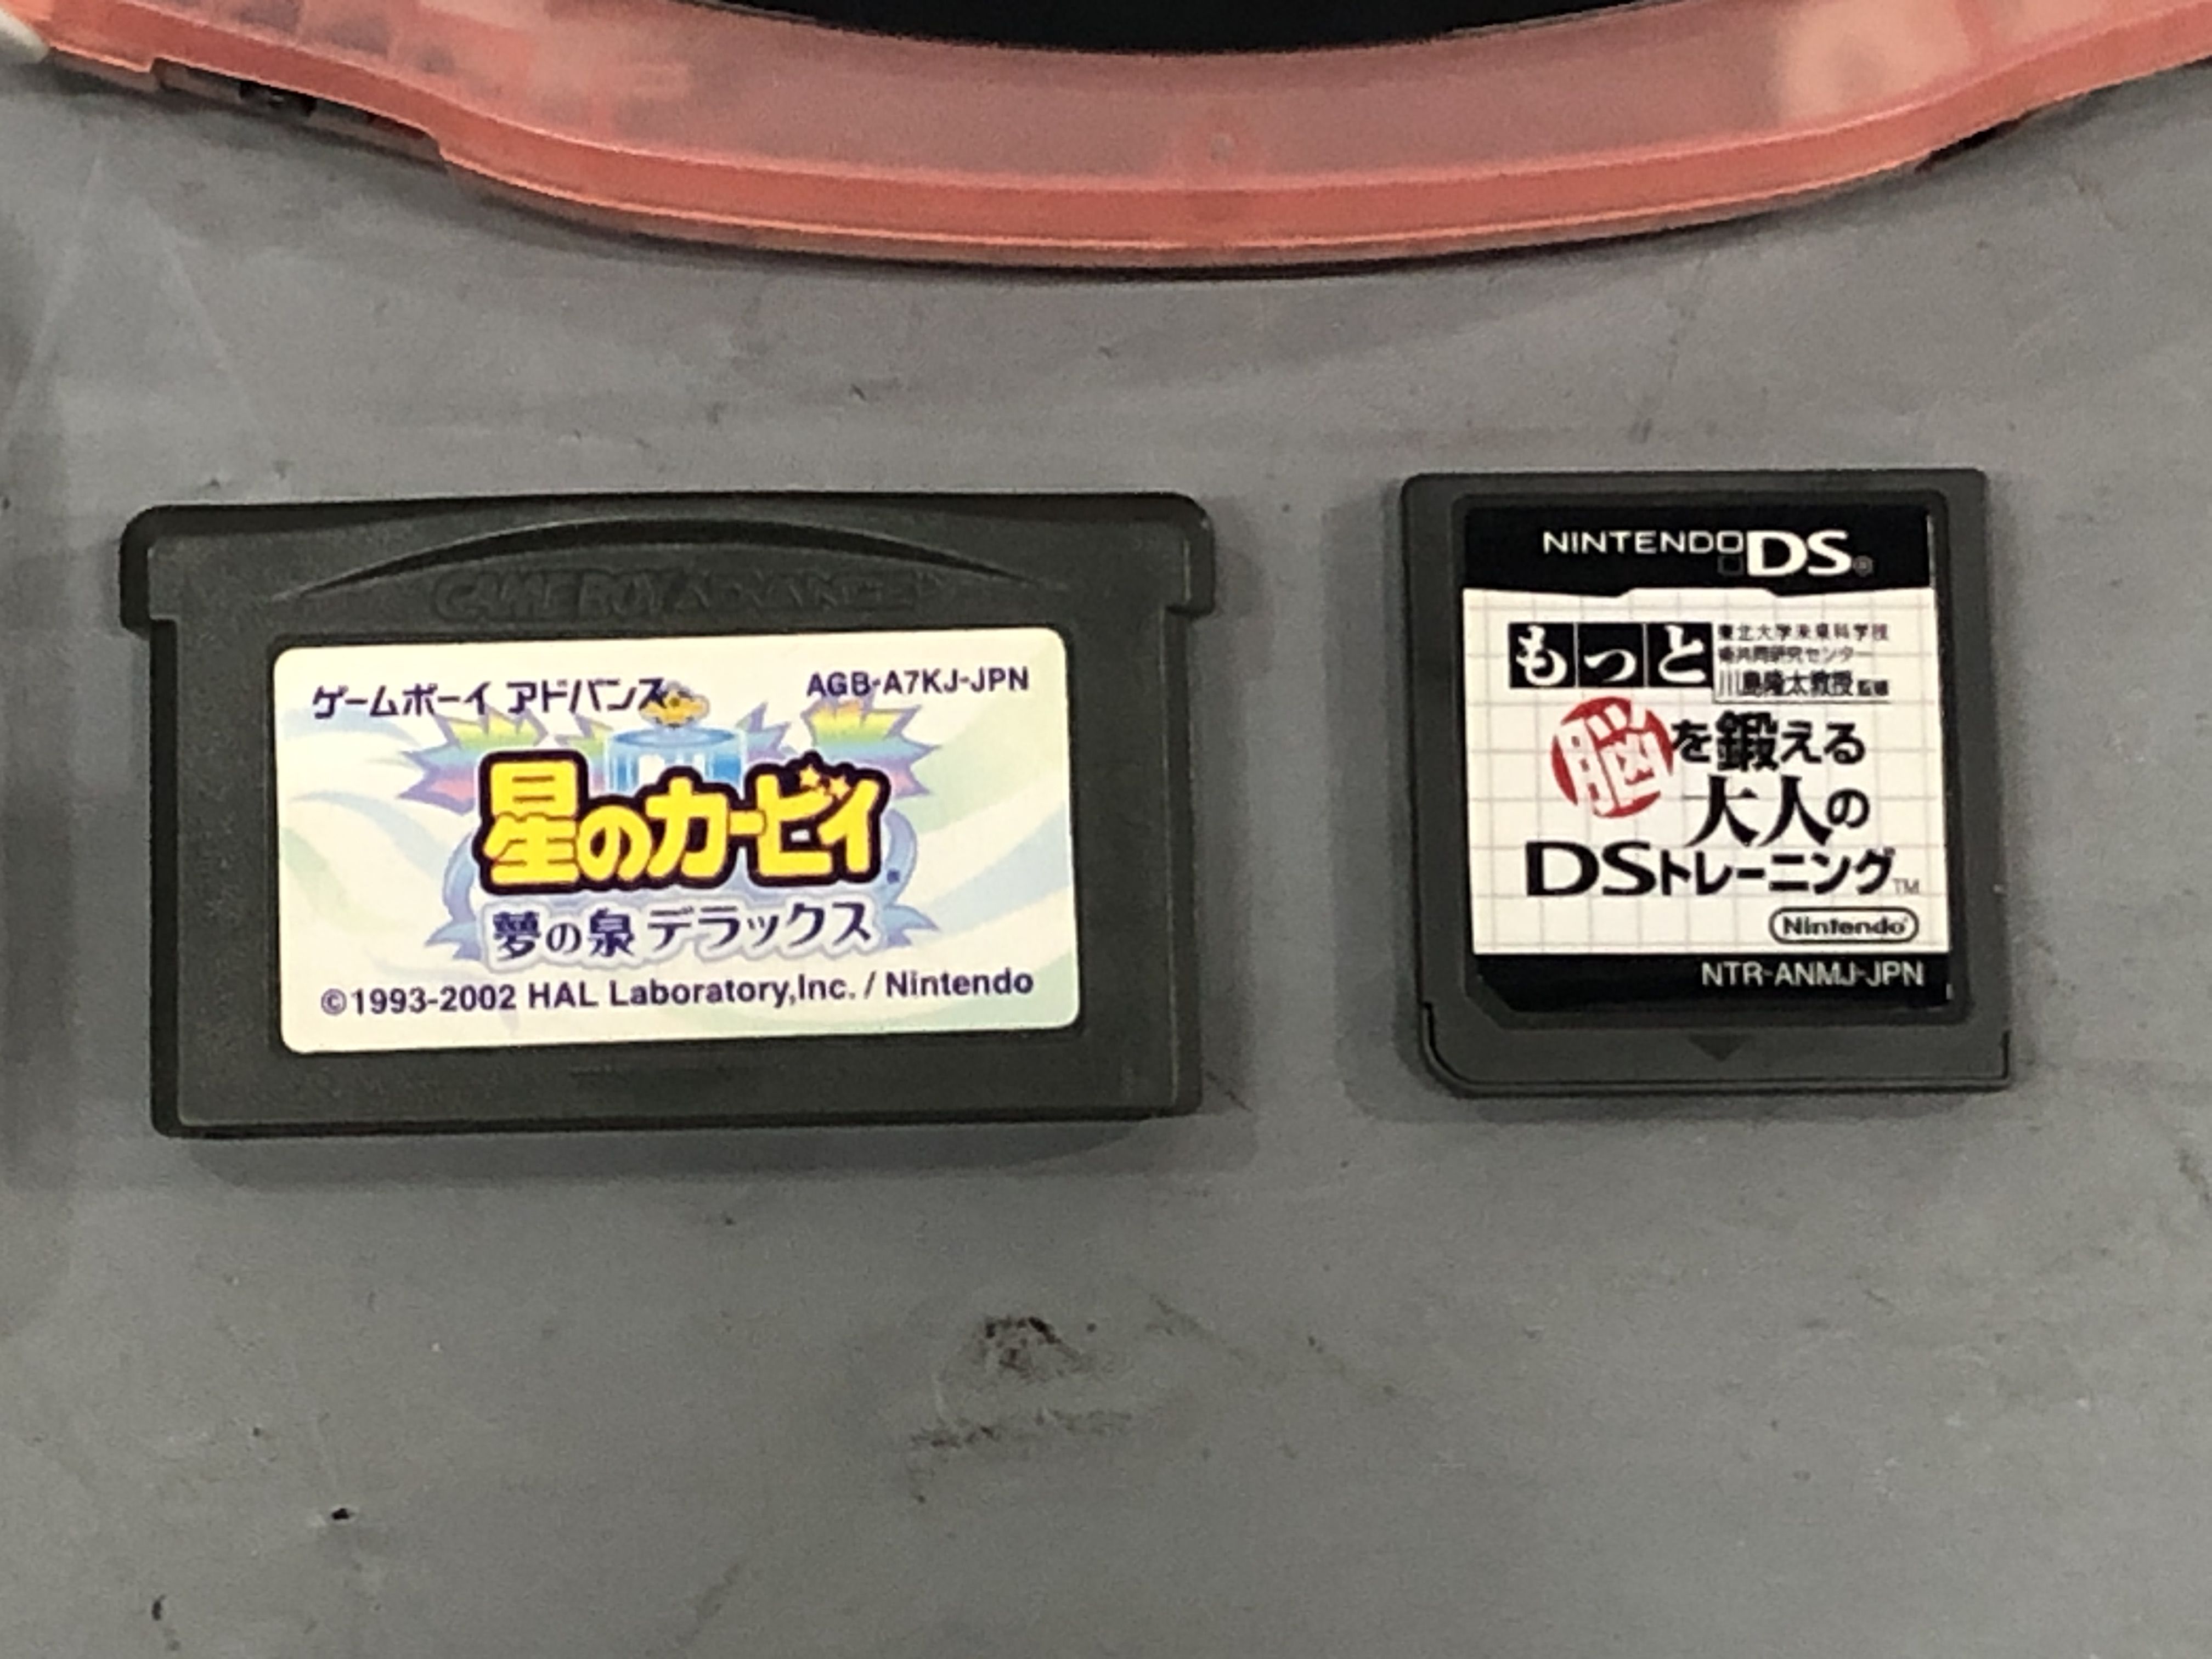 GAME BOY ADVANCE
ゲームボーイ アドバンス
AGB-A7KJ-JPN
星のカービィ
夢の泉 デラックス
©1993-2002 HAL Laboratory,Inc. / Nintendo
NINTENDO DS®
もっと
東北大学未来科学技
術共同研究センター
川島隆太教授 監修
脳を鍛える
大人の
DSトレーニング™
Nintendo®
NTR-ANMJ-JPN